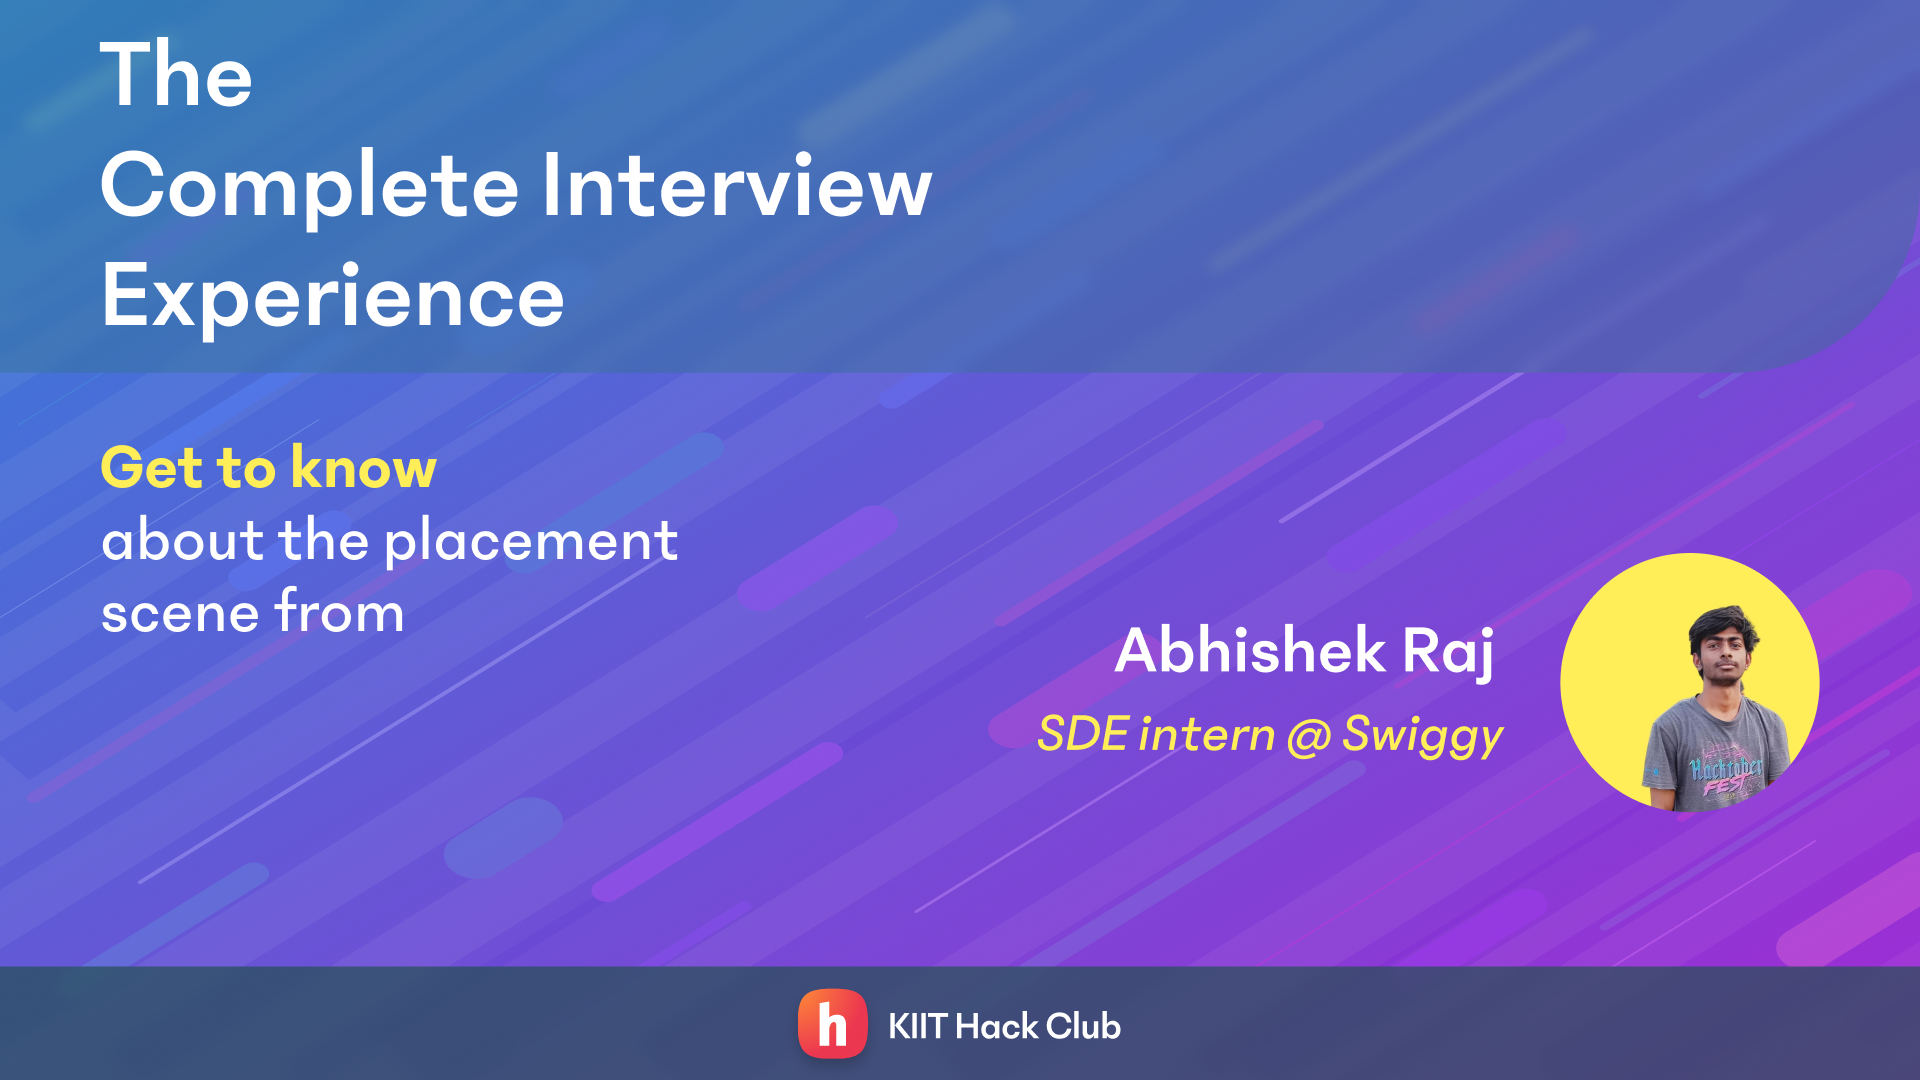 The
Complete Interview
Experience
Get to know
about the placement
scene from
Abhishek Raj
SDE intern @ Swiggy
Hacktober
FEST
h
KIIT Hack Club